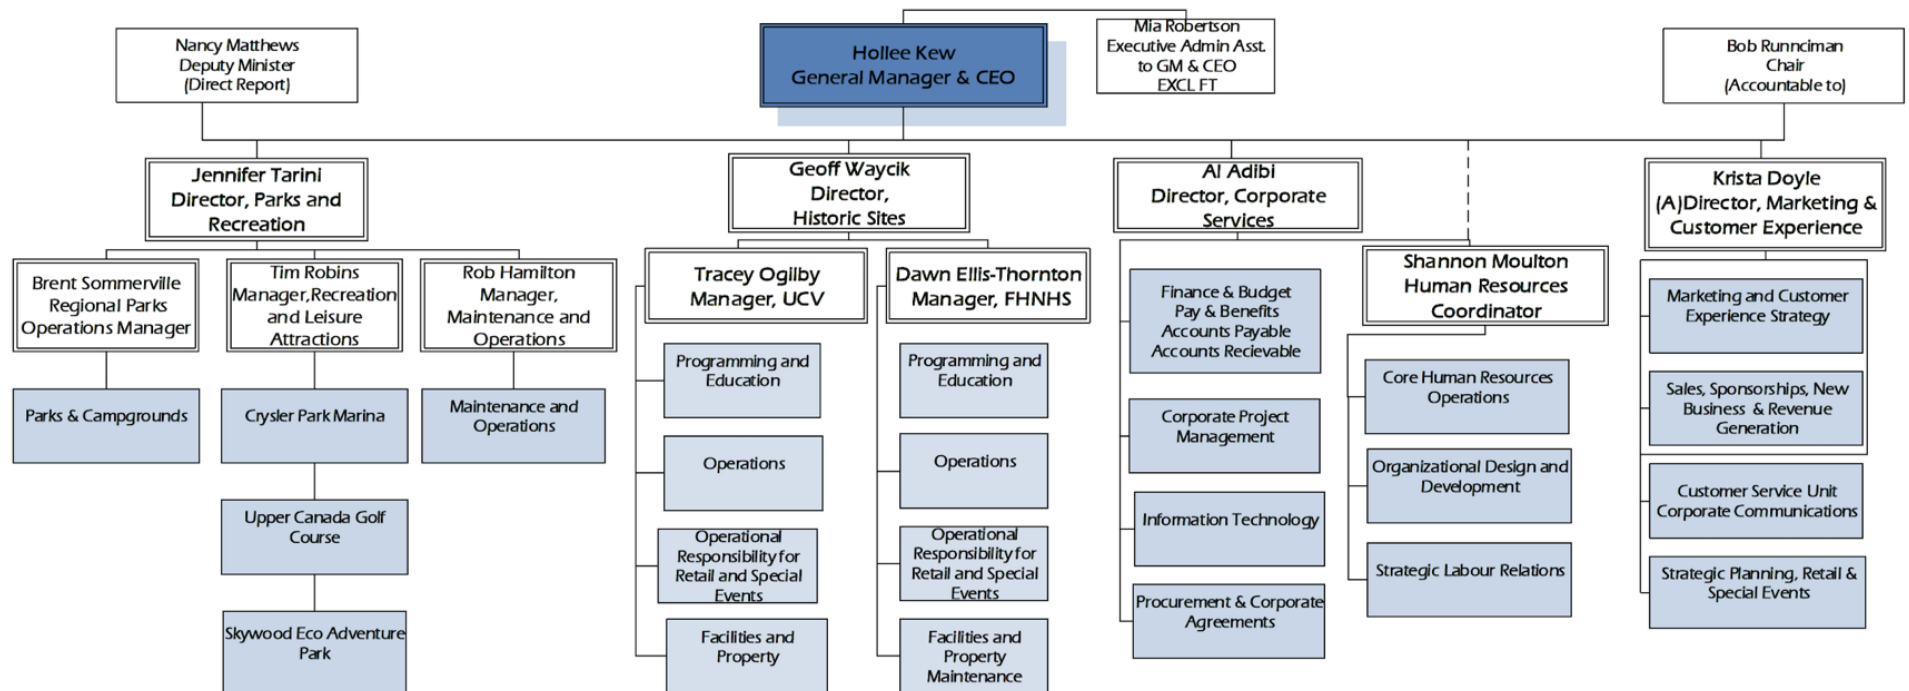 Nancy Matthews
Deputy Minister
(Direct Report)
Hollee Kew
General Manager & CEO
Mia Robertson
Executive Admin Asst.
to GM & CEO
EXCL FT
Bob Runnciman
Chair
(Accountable to)
Jennifer Tarini
Director, Parks and
Recreation
Geoff Waycik
Director,
Historic Sites
Al Adibi
Director, Corporate
Services
Krista Doyle
(A)Director, Marketing &
Customer Experience
Brent Sommerville
Regional Parks
Operations Manager
Tim Robins
Manager,Recreation
and Leisure
Attractions
Rob Hamilton
Manager,
Maintenance and
Operations
Tracey Ogilby
Manager, UCV
Dawn Ellis-Thornton
Manager, FHNHS
Shannon Moulton
Human Resources
Coordinator
Parks & Campgrounds
Crysler Park Marina
Upper Canada Golf
Course
Skywood Eco Adventure
Park
Maintenance and
Operations
Programming and
Education
Operations
Operational
Responsibility for
Retail and Special
Events
Facilities and
Property
Programming and
Education
Operations
Operational
Responsibility for
Retail and Special
Events
Facilities and
Property
Maintenance
Finance & Budget
Pay & Benefits
Accounts Payable
Accounts Recievable
Corporate Project
Management
Information Technology
Procurement & Corporate
Agreements
Core Human Resources
Operations
Organizational Design and
Development
Strategic Labour Relations
Marketing and Customer
Experience Strategy
Sales, Sponsorships, New
Business & Revenue
Generation
Customer Service Unit
Corporate Communications
Strategic Planning, Retail &
Special Events